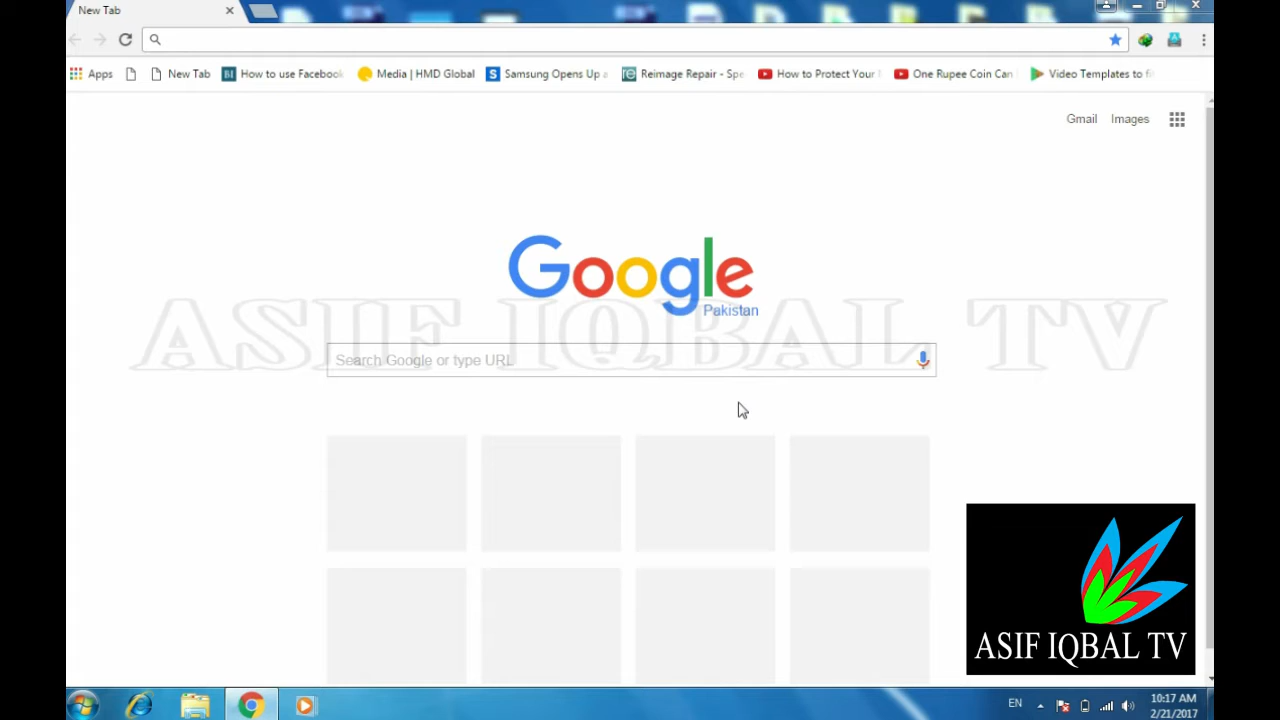 New Tab
Apps
New Tab
How to use Facebook
Media | HMD Global
Samsung Opens Up a
Reimage Repair - Spe
How to Protect Your
One Rupee Coin Can
Video Templates to fi
Gmail
Images
Google
Pakistan
ASIF IQBAL TV
Search Google or type URL
ASIF IQBAL TV
EN
10:17 AM
2/21/2017